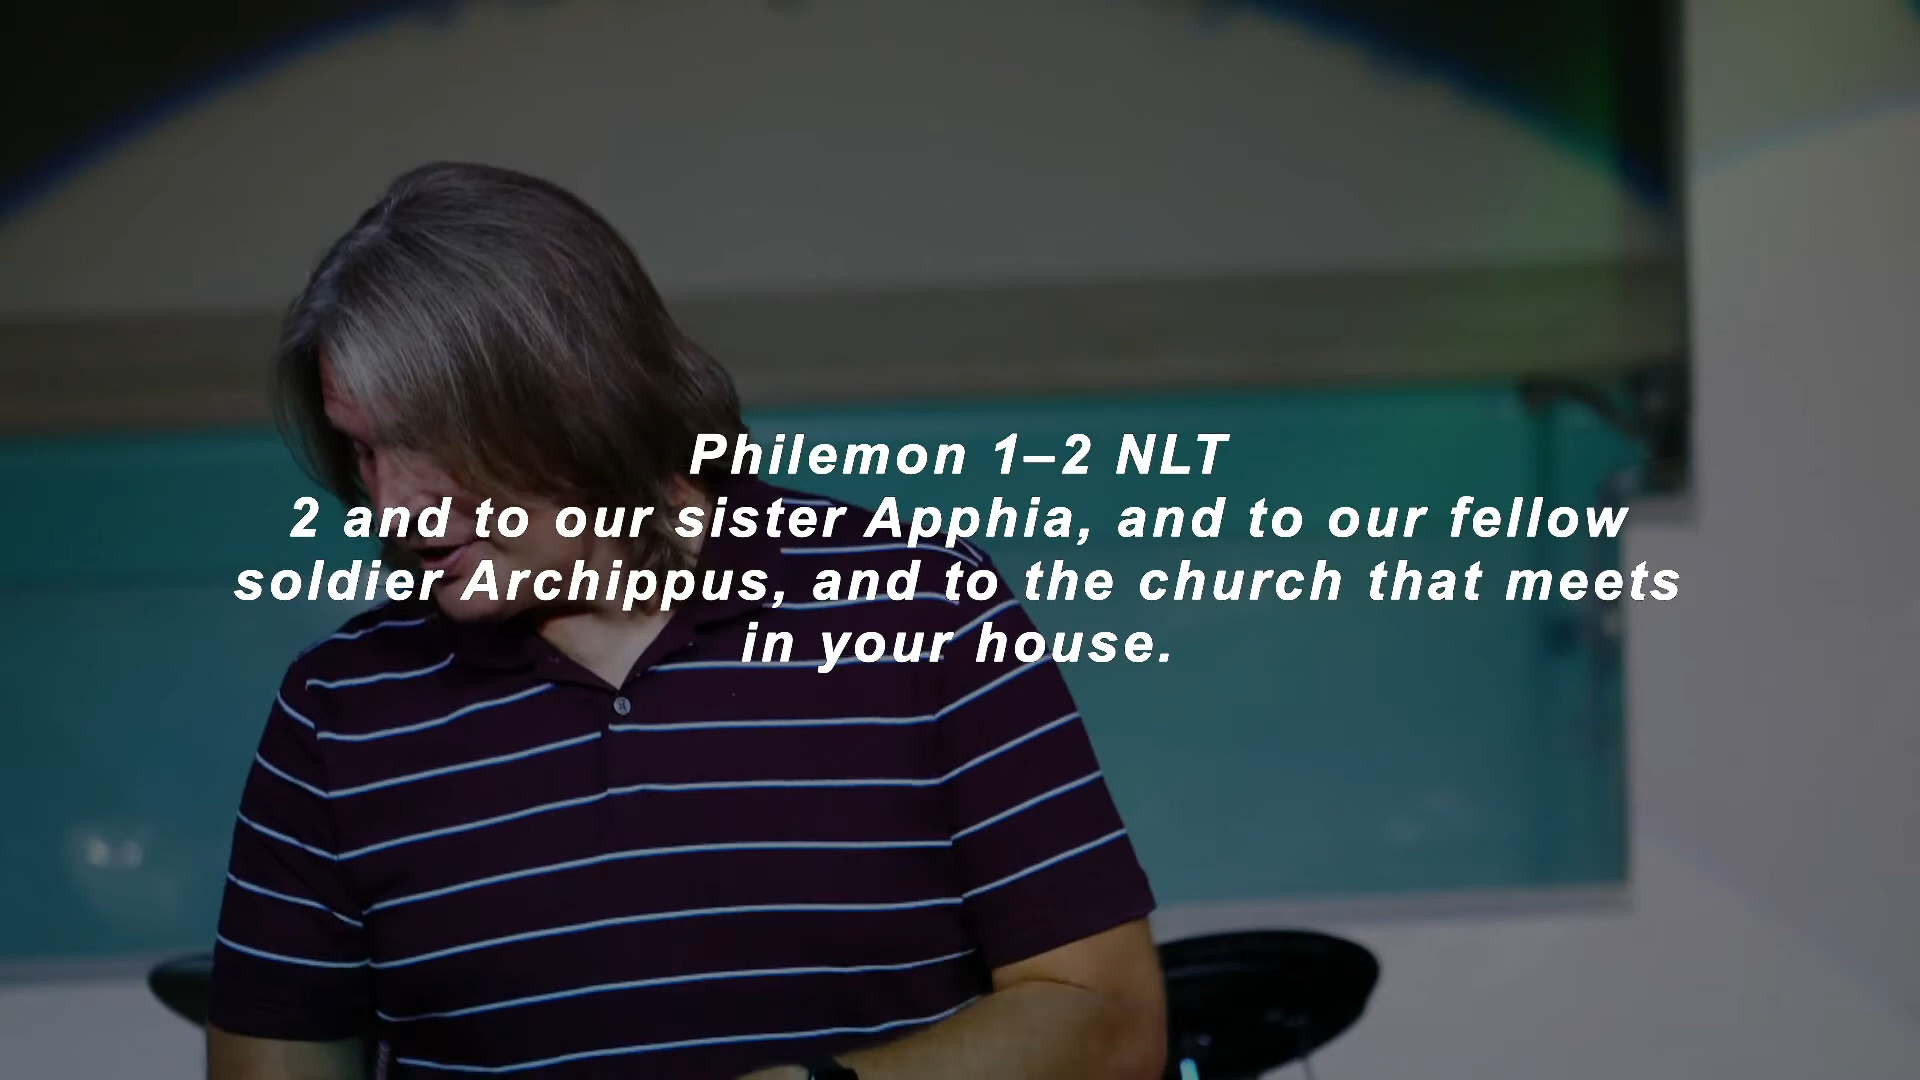 Philemon 1–2 NLT
2 and to our sister Apphia, and to our fellow
soldier Archippus, and to the church that meets
in your house.